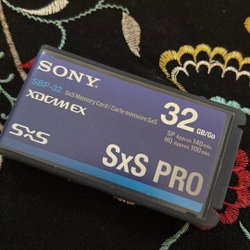 SONY
SBP-32
SxS Memory Card / Carte mémoire SxS
XDCAM EX
SxS
32
GB/Go
SP Approx. 140 min.
HQ Approx. 100 min.
SxS PRO